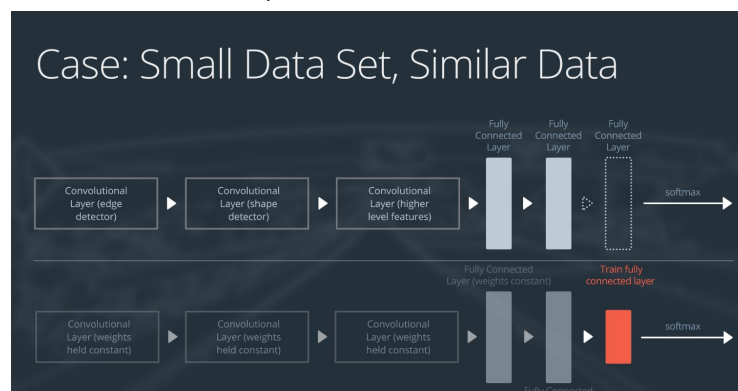 Case: Small Data Set, Similar Data
Fully
Connected
Layer
Fully
Connected
Layer
Fully
Connected
Layer
Convolutional
Layer (edge
detector)
Convolutional
Layer (shape
detector)
Convolutional
Layer (higher
level features)
softmax
Fully Connected
Layer (weights constant)
Train fully
connected layer
Convolutional
Layer (weights
held constant)
Convolutional
Layer (weights
held constant)
Convolutional
Layer (weights
held constant)
softmax
Fully Connected